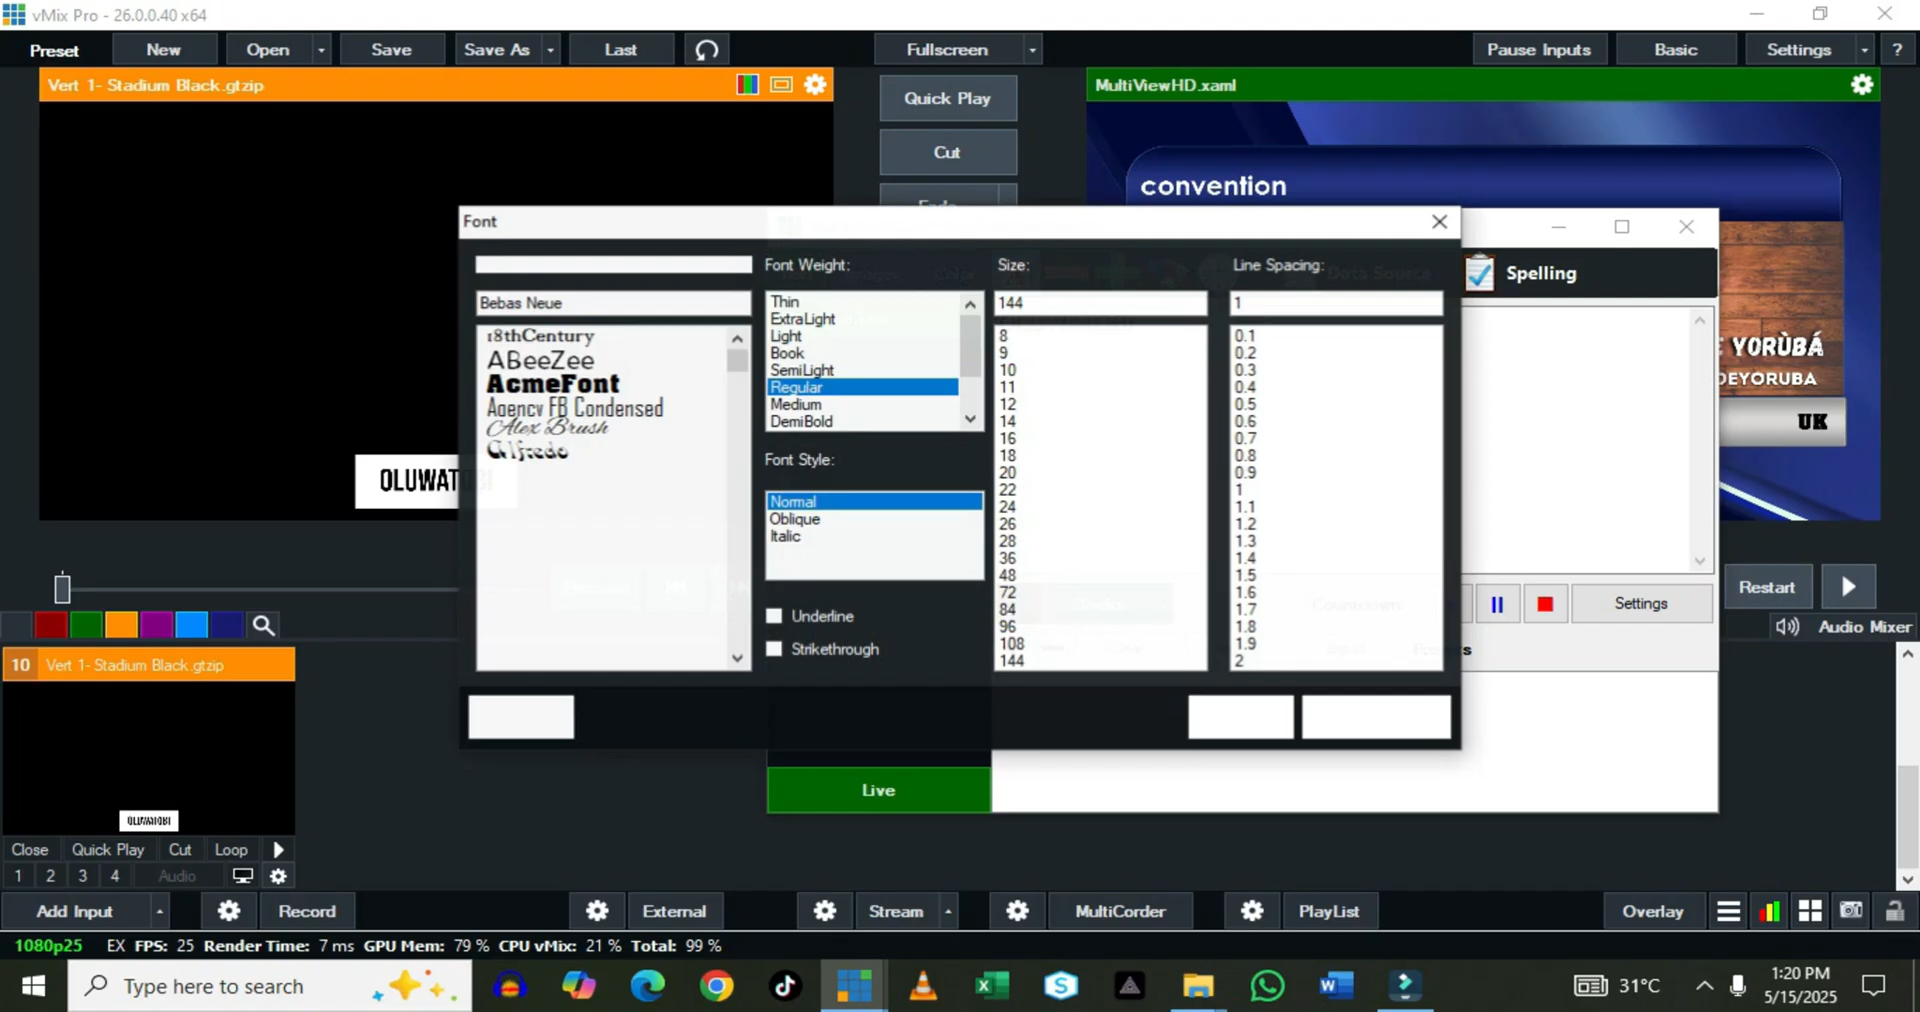 vMix Pro - 26.0.0.40 x64
Preset New Open Save Save As Last Fullscreen Pause Inputs Basic Settings ?
Vert 1- Stadium Black.gtzip
Quick Play
Cut
MultiViewHD.xaml
convention
Font
Font Weight: Size: Line Spacing:
Data Source
Spelling
Bebas Neue
18thCentury
ABeeZee
AcmeFont
Agency FB Condensed
Alex Brush
Alfredo
Thin
ExtraLight
Light
Book
SemiLight
Regular
Medium
DemiBold
Font Style:
Normal
Oblique
Italic
Underline
Strikethrough
144
8
9
10
11
12
14
16
18
20
22
24
26
28
36
48
72
84
96
108
144
1
0.1
0.2
0.3
0.4
0.5
0.6
0.7
0.8
0.9
1
1.1
1.2
1.3
1.4
1.5
1.6
1.7
1.8
1.9
2
YORÙBÁ
DEYORUBA
UK
OLUWATOBI
Settings
Restart
Audio Mixer
10 Vert 1- Stadium Black.gtzip
OLUWATOBI
Live
Close Quick Play Cut Loop
1 2 3 4 Audio
Add Input Record External Stream MultiCorder PlayList Overlay
1080p25 EX FPS: 25 Render Time: 7 ms GPU Mem: 79 % CPU vMix: 21 % Total: 99 %
Type here to search
31°C
1:20 PM
5/15/2025